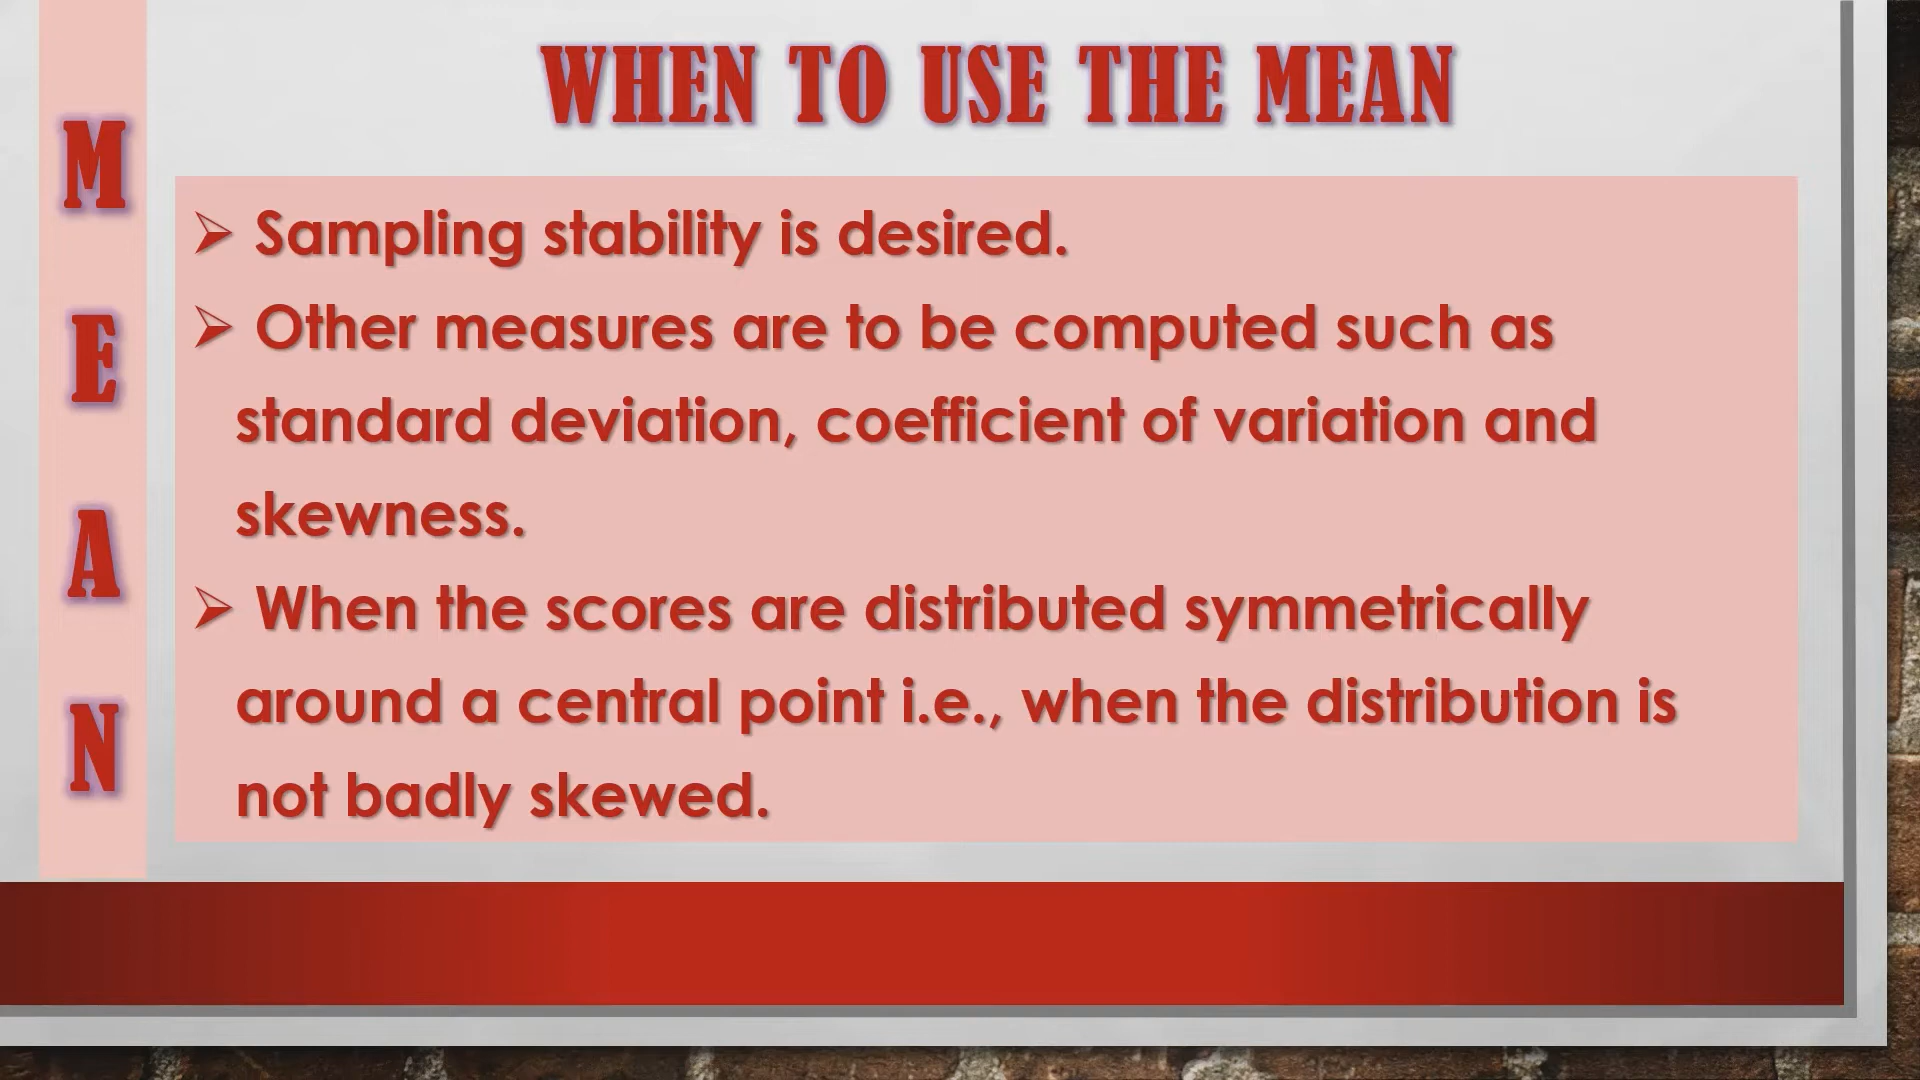 WHEN TO USE THE MEAN
M
E
A
N
➢ Sampling stability is desired.
➢ Other measures are to be computed such as
standard deviation, coefficient of variation and
skewness.
➢ When the scores are distributed symmetrically
around a central point i.e., when the distribution is
not badly skewed.